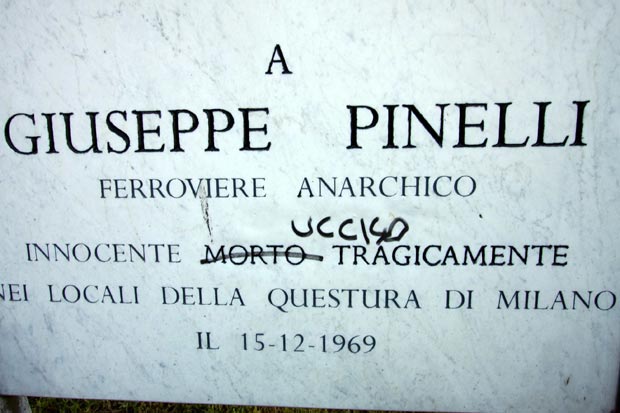 A
GIUSEPPE PINELLI
FERROVIERE ANARCHICO
UCCISO
INNOCENTE MORTO TRAGICAMENTE
NEI LOCALI DELLA QUESTURA DI MILANO
IL 15-12-1969